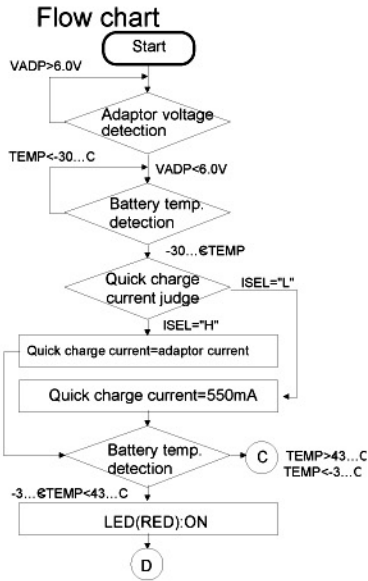 Flow chart
Start
VADP>6.0V
Adaptor voltage
detection
TEMP<-30...C
VADP<6.0V
Battery temp.
detection
-30...€TEMP
Quick charge
current judge
ISEL="L"
ISEL="H"
Quick charge current=adaptor current
Quick charge current=550mA
Battery temp.
detection
C
TEMP>43...C
TEMP<-3...C
-3...€TEMP<43...C
LED(RED):ON
D